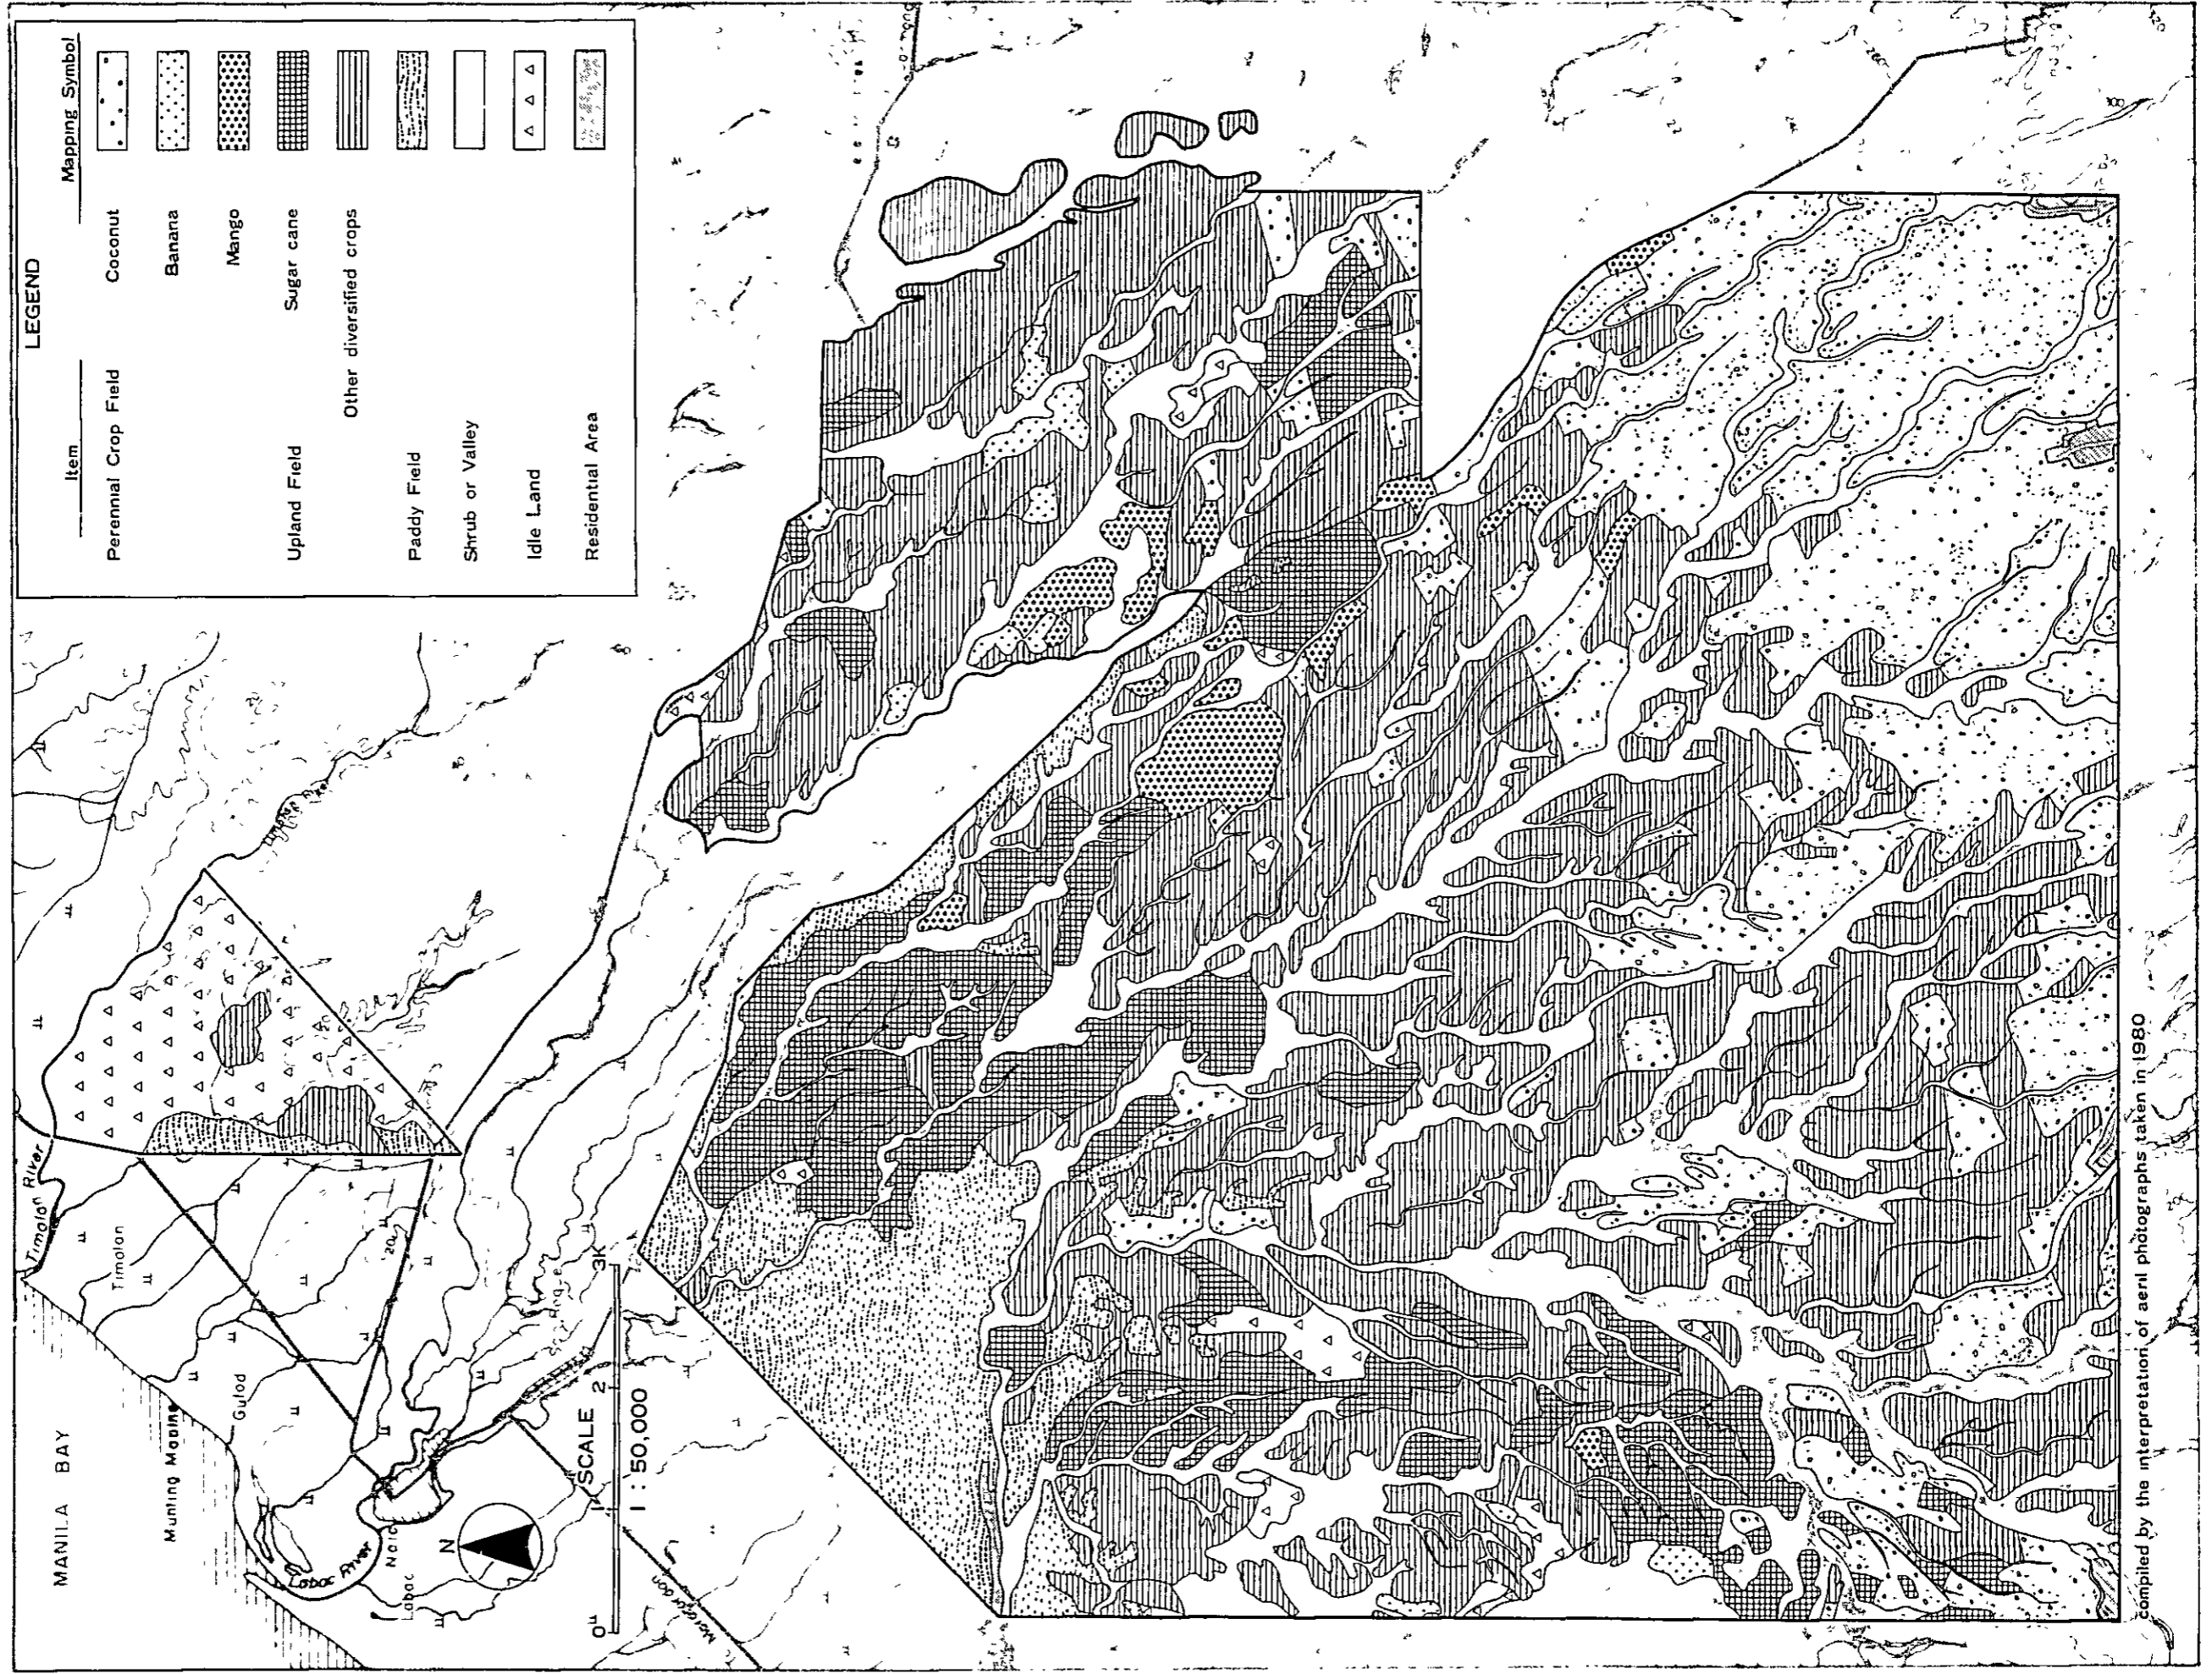 LEGEND
Item
Mapping Symbol
Perennial Crop Field
Coconut
Banana
Mango
Upland Field
Sugar cane
Other diversified crops
Paddy Field
Shrub or Valley
Idle Land
Residential Area
MANILA BAY
Timalan River
Timalan
Munting Mapino
Gulod
Labac River
Labac
20
N
SCALE
1 : 50,000
0
1
2
3K
compiled by the interpretation of aeril photographs taken in 1980